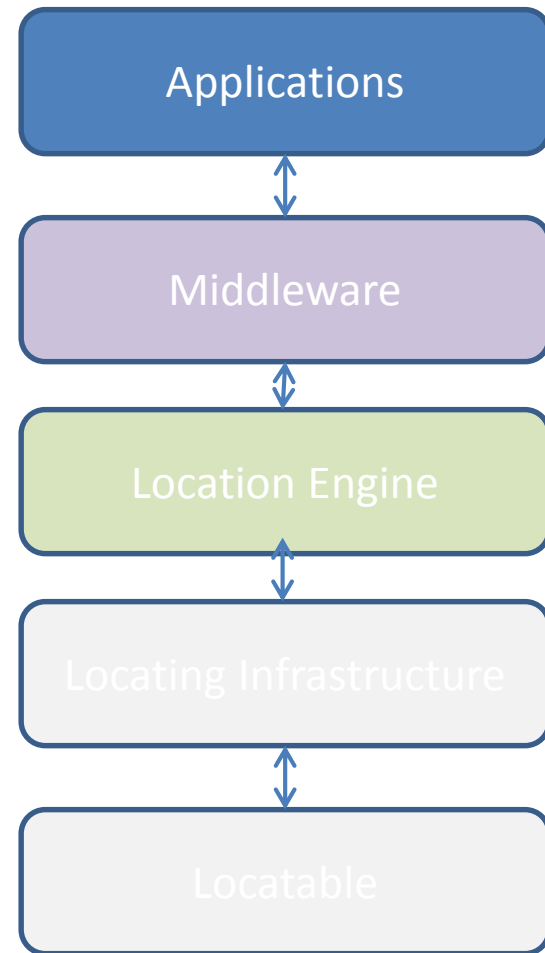 Applications
Middleware
Location Engine
Locating Infrastructure
Locatable